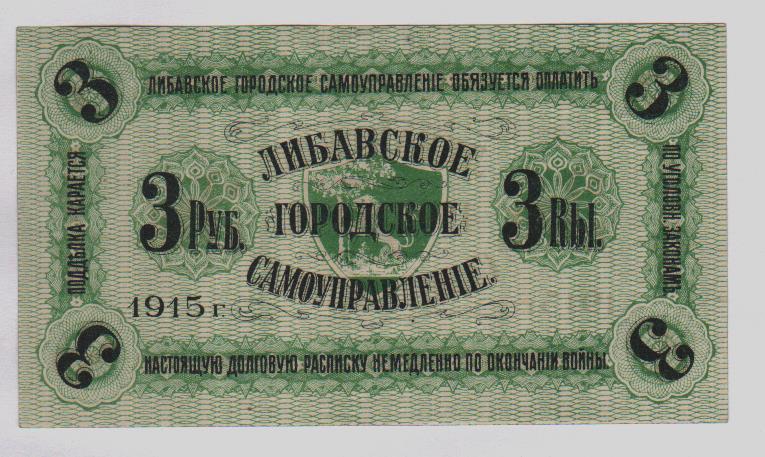 3 3
ЛИБАВСКОЕ ГОРОДСКОЕ САМОУПРАВЛЕНІЕ ОБЯЗУЕТСЯ ОПЛАТИТЬ
ПОДДѢЛКА КАРАЕТСЯ
ЛИБАВСКОЕ
3 РУБ.
ГОРОДСКОЕ
3 Rbl.
САМОУПРАВЛЕНІЕ.
ПО УГОЛОВН. ЗАКОНАМЪ
1915 г
НАСТОЯЩУЮ ДОЛГОВУЮ РАСПИСКУ НЕМЕДЛЕННО ПО ОКОНЧАНІИ ВОЙНЫ.
3 3